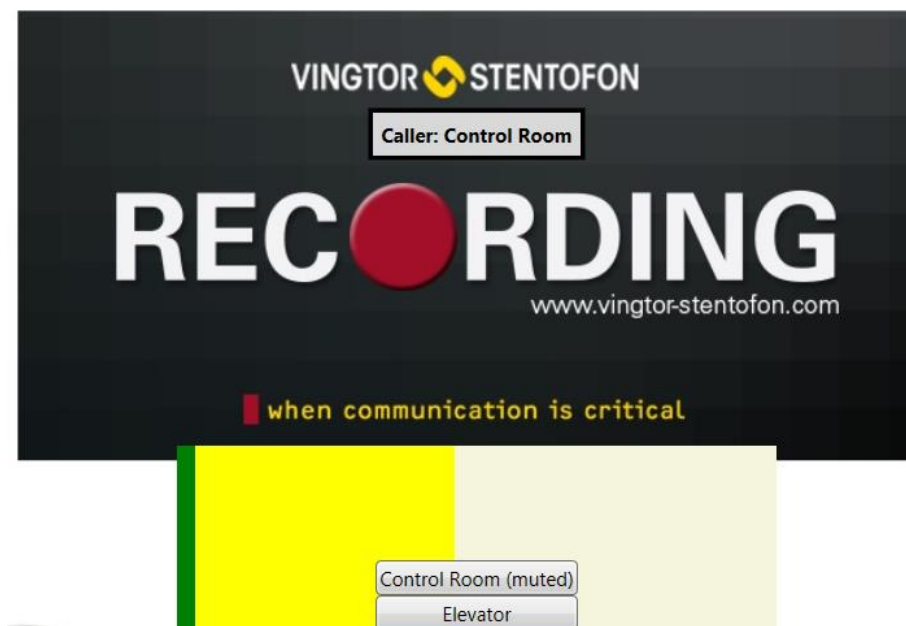 VINGTOR STENTOFON
Caller: Control Room
RECORDING
www.vingtor-stentofon.com
when communication is critical
Control Room (muted)
Elevator